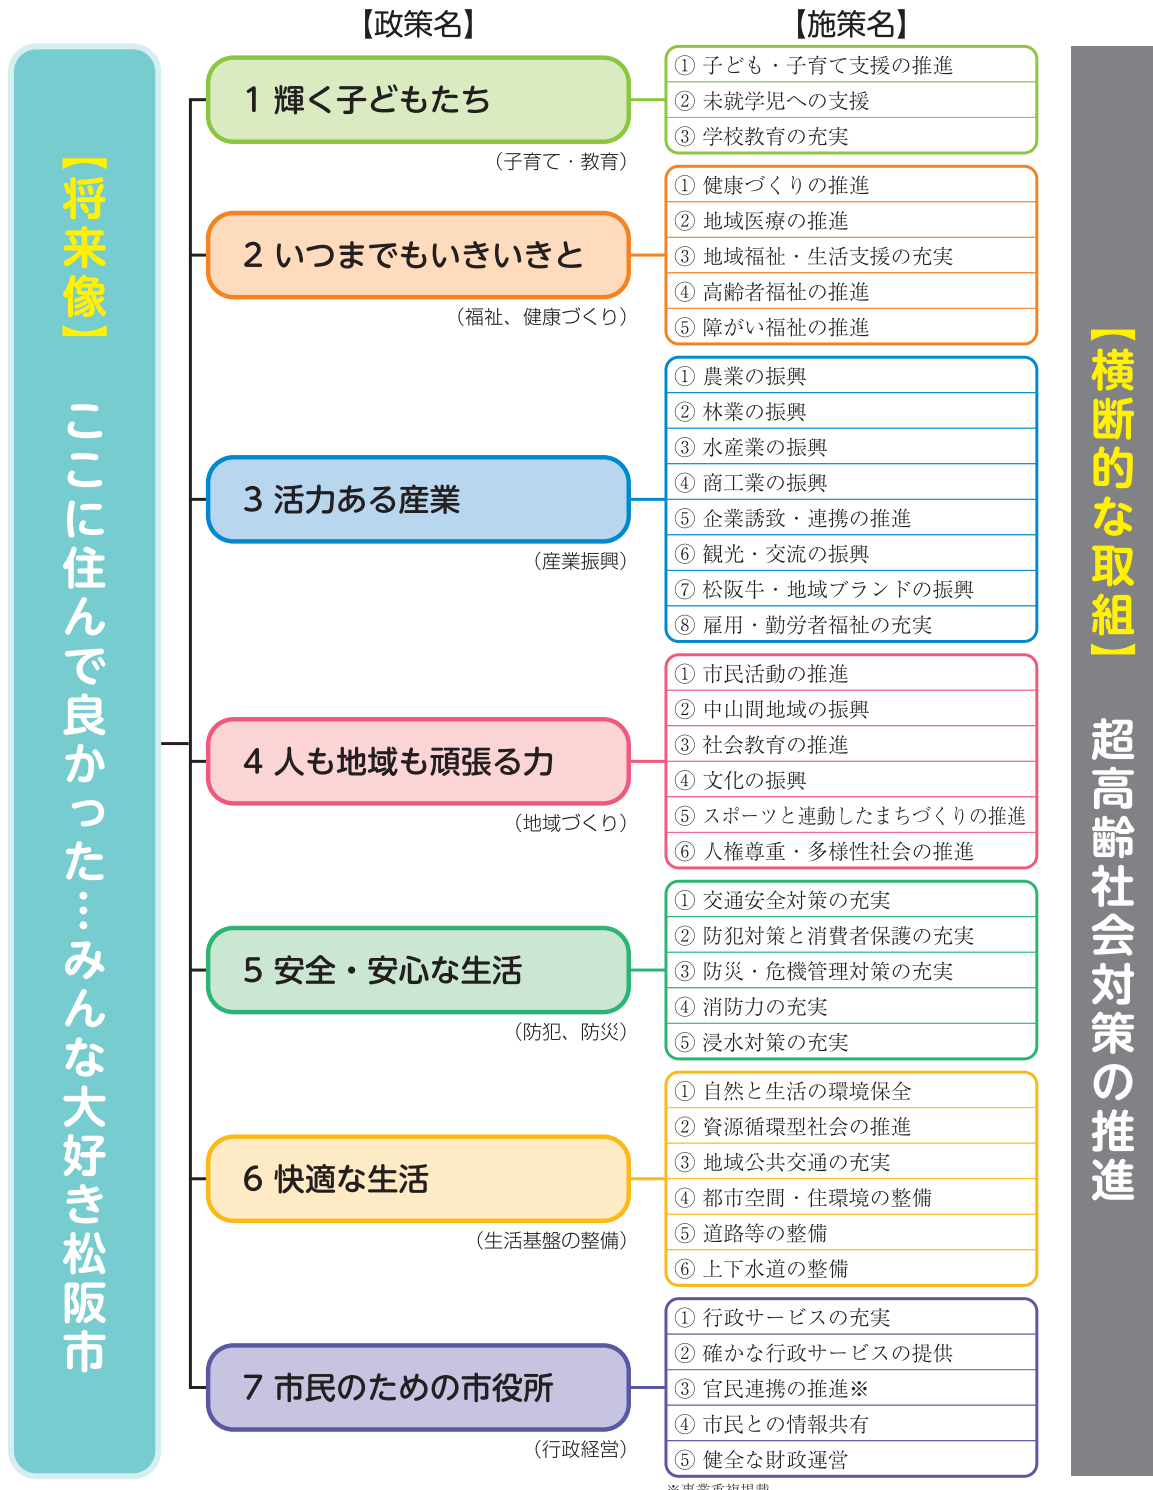 【将来像】 ここに住んで良かった…みんな大好き松阪市
【政策名】
【施策名】
1 輝く子どもたち
（子育て・教育）
① 子ども・子育て支援の推進
② 未就学児への支援
③ 学校教育の充実
2 いつまでもいきいきと
（福祉、健康づくり）
① 健康づくりの推進
② 地域医療の推進
③ 地域福祉・生活支援の充実
④ 高齢者福祉の推進
⑤ 障がい福祉の推進
3 活力ある産業
（産業振興）
① 農業の振興
② 林業の振興
③ 水産業の振興
④ 商工業の振興
⑤ 企業誘致・連携の推進
⑥ 観光・交流の振興
⑦ 松阪牛・地域ブランドの振興
⑧ 雇用・勤労者福祉の充実
4 人も地域も頑張る力
（地域づくり）
① 市民活動の推進
② 中山間地域の振興
③ 社会教育の推進
④ 文化の振興
⑤ スポーツと連動したまちづくりの推進
⑥ 人権尊重・多様性社会の推進
5 安全・安心な生活
（防犯、防災）
① 交通安全対策の充実
② 防犯対策と消費者保護の充実
③ 防災・危機管理対策の充実
④ 消防力の充実
⑤ 浸水対策の充実
6 快適な生活
（生活基盤の整備）
① 自然と生活の環境保全
② 資源循環型社会の推進
③ 地域公共交通の充実
④ 都市空間・住環境の整備
⑤ 道路等の整備
⑥ 上下水道の整備
7 市民のための市役所
（行政経営）
① 行政サービスの充実
② 確かな行政サービスの提供
③ 官民連携の推進※
④ 市民との情報共有
⑤ 健全な財政運営
※事業重複掲載
【横断的な取組】 超高齢社会対策の推進